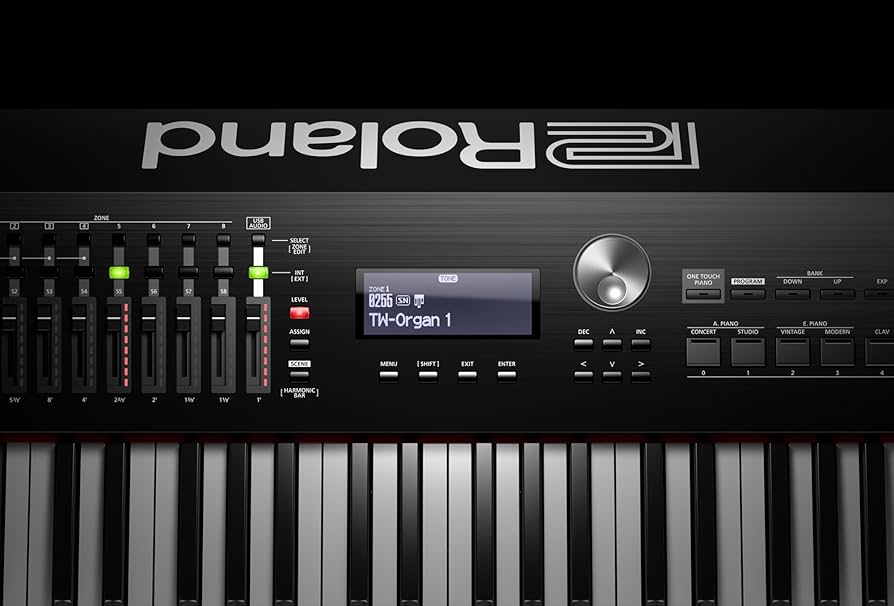 Roland
ZONE
2 3 4 5 6 7 8
USB AUDIO
SELECT
[ZONE EDIT]
INT
[EXT]
S2 S3 S4 S5 S6 S7 S8
LEVEL
ASSIGN
SCENE
[HARMONIC BAR]
5⅓' 8' 4' 2⅔' 2' 1⅗' 1⅓' 1'
TONE
ZONE1
0255 SN
TW-Organ 1
MENU [SHIFT] EXIT ENTER
DEC ∧ INC
< ∨ >
ONE TOUCH PIANO
PROGRAM
BANK
DOWN UP
EXP
A. PIANO
CONCERT STUDIO
E. PIANO
VINTAGE MODERN
CLAV
0 1 2 3 4